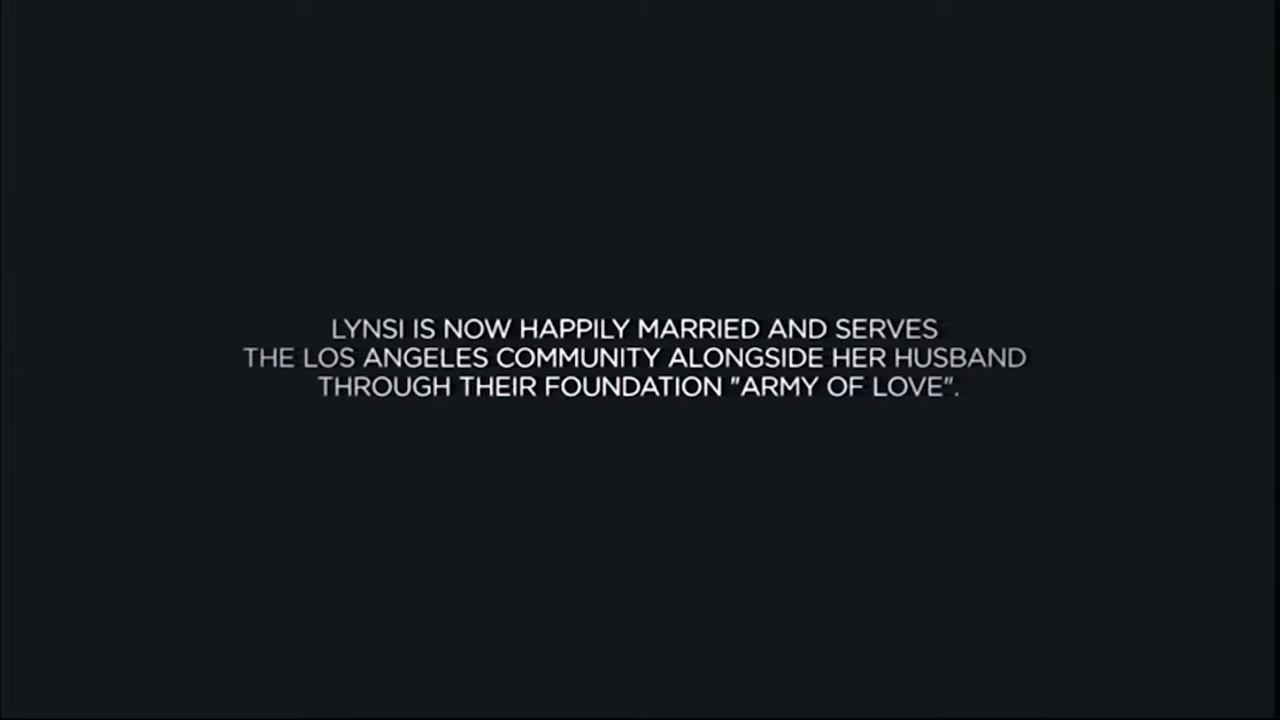 LYNSI IS NOW HAPPILY MARRIED AND SERVES
THE LOS ANGELES COMMUNITY ALONGSIDE HER HUSBAND
THROUGH THEIR FOUNDATION "ARMY OF LOVE".